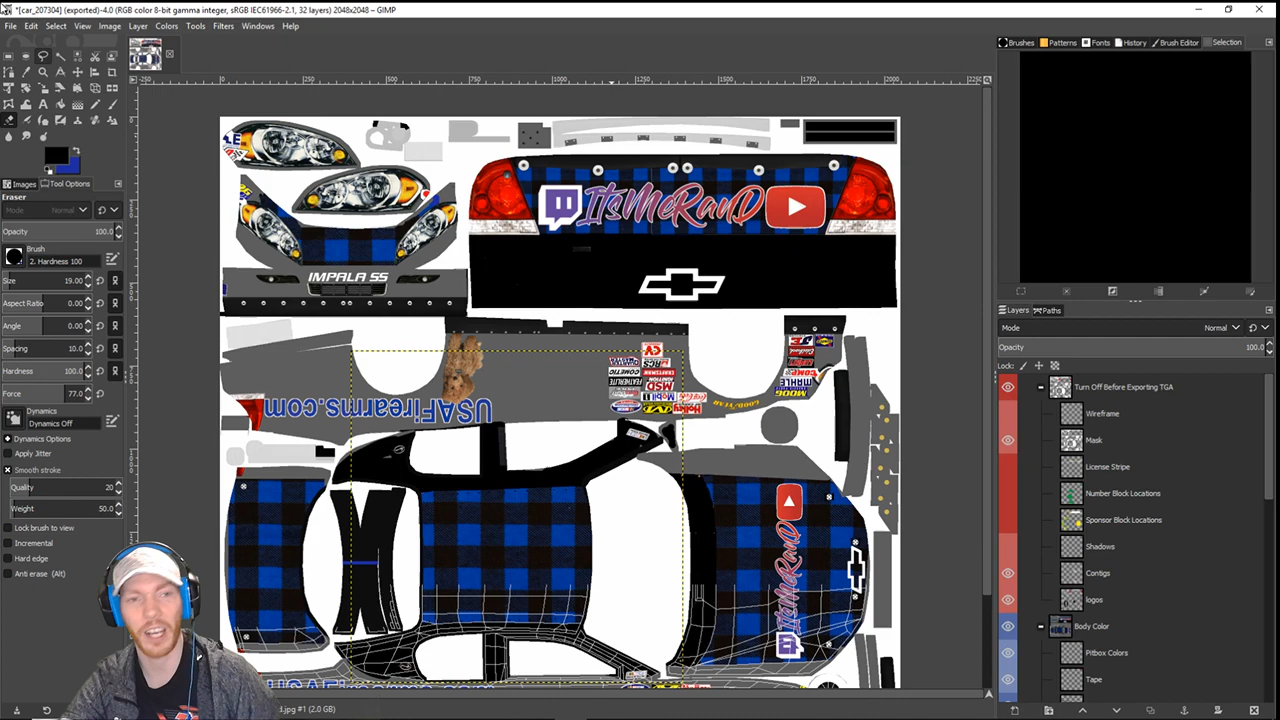 *[car_207304] (exported)-4.0 (RGB color 8-bit gamma integer, sRGB IEC61966-2.1, 32 layers) 2048x2048 – GIMP
File Edit Select View Image Layer Colors Tools Filters Windows Help
Brushes Patterns Fonts History Brush Editor Selection
Images Tool Options
Eraser
Mode Normal
Opacity 100.0
Brush
2. Hardness 100
Size 19.00
Aspect Ratio 0.00
Angle 0.00
Spacing 10.0
Hardness 100.0
Force 77.0
Dynamics
Dynamics Off
Dynamics Options
Apply Jitter
Smooth stroke
Quality 20
Weight 50.0
Lock brush to view
Incremental
Hard edge
Anti erase (Alt)
ItsMeRanD
IMPALA SS
USAFirearms.com
COMETIC
FEATHERLITE
CRAFTSMAN
IGNITION
MSD
Mobil 1
Holley
GOODYEAR
MAHLE
MOOG
ItsMeRanD
Layers Paths
Mode Normal
Opacity 100.0
Lock:
Turn Off Before Exporting TGA
Wireframe
Mask
License Stripe
Number Block Locations
Sponsor Block Locations
Shadows
Contigs
logos
Body Color
Pitbox Colors
Tape
d.jpg #1 (2.0 GB)